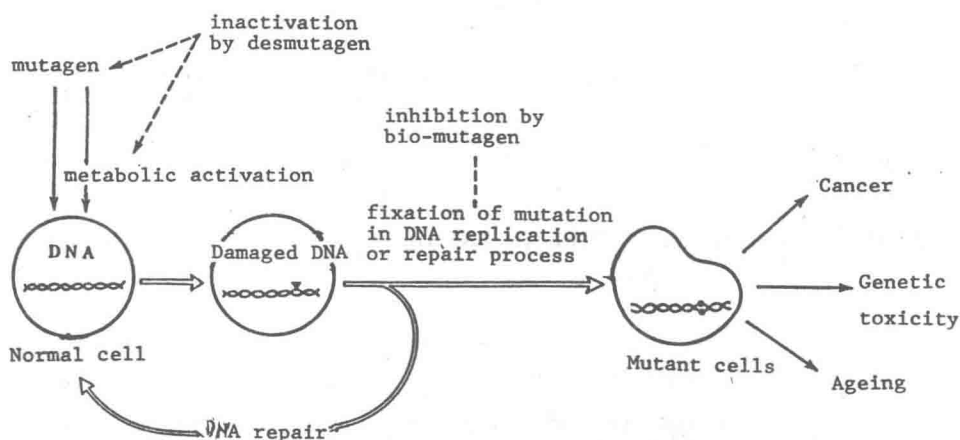 inactivation
by desmutagen
mutagen
inhibition by
bio-mutagen
metabolic activation
fixation of mutation
in DNA replication
or repair process
DNA
Damaged DNA
Normal cell
Mutant cells
Cancer
Genetic
toxicity
Ageing
DNA repair